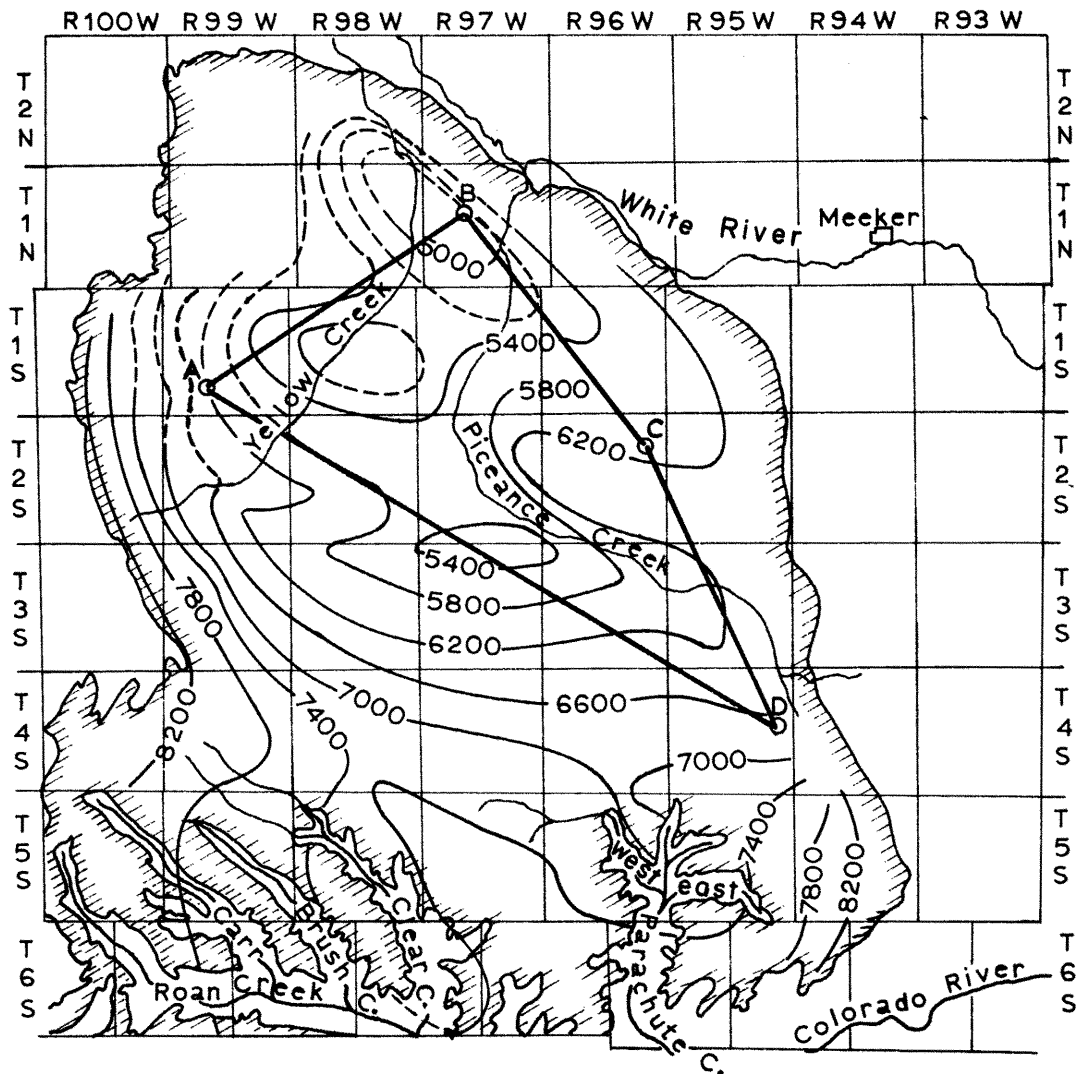 R100W R99W R98W R97W R96W R95W R94W R93W
T2N T2N
T1N T1N
White River
Meeker
B
6000
Yellow Creek
T1S T1S
A
5400
5800
C
6200
T2S T2S
Piceance Creek
5400
5800
6200
T3S T3S
7800
8200
7000
7400
6600
D
7000
T4S T4S
7400
7800
8200
T5S T5S
west
east
Parachute C.
Carr
Brush C.
Clear C.
Roan Creek
T6S T6S
Colorado River